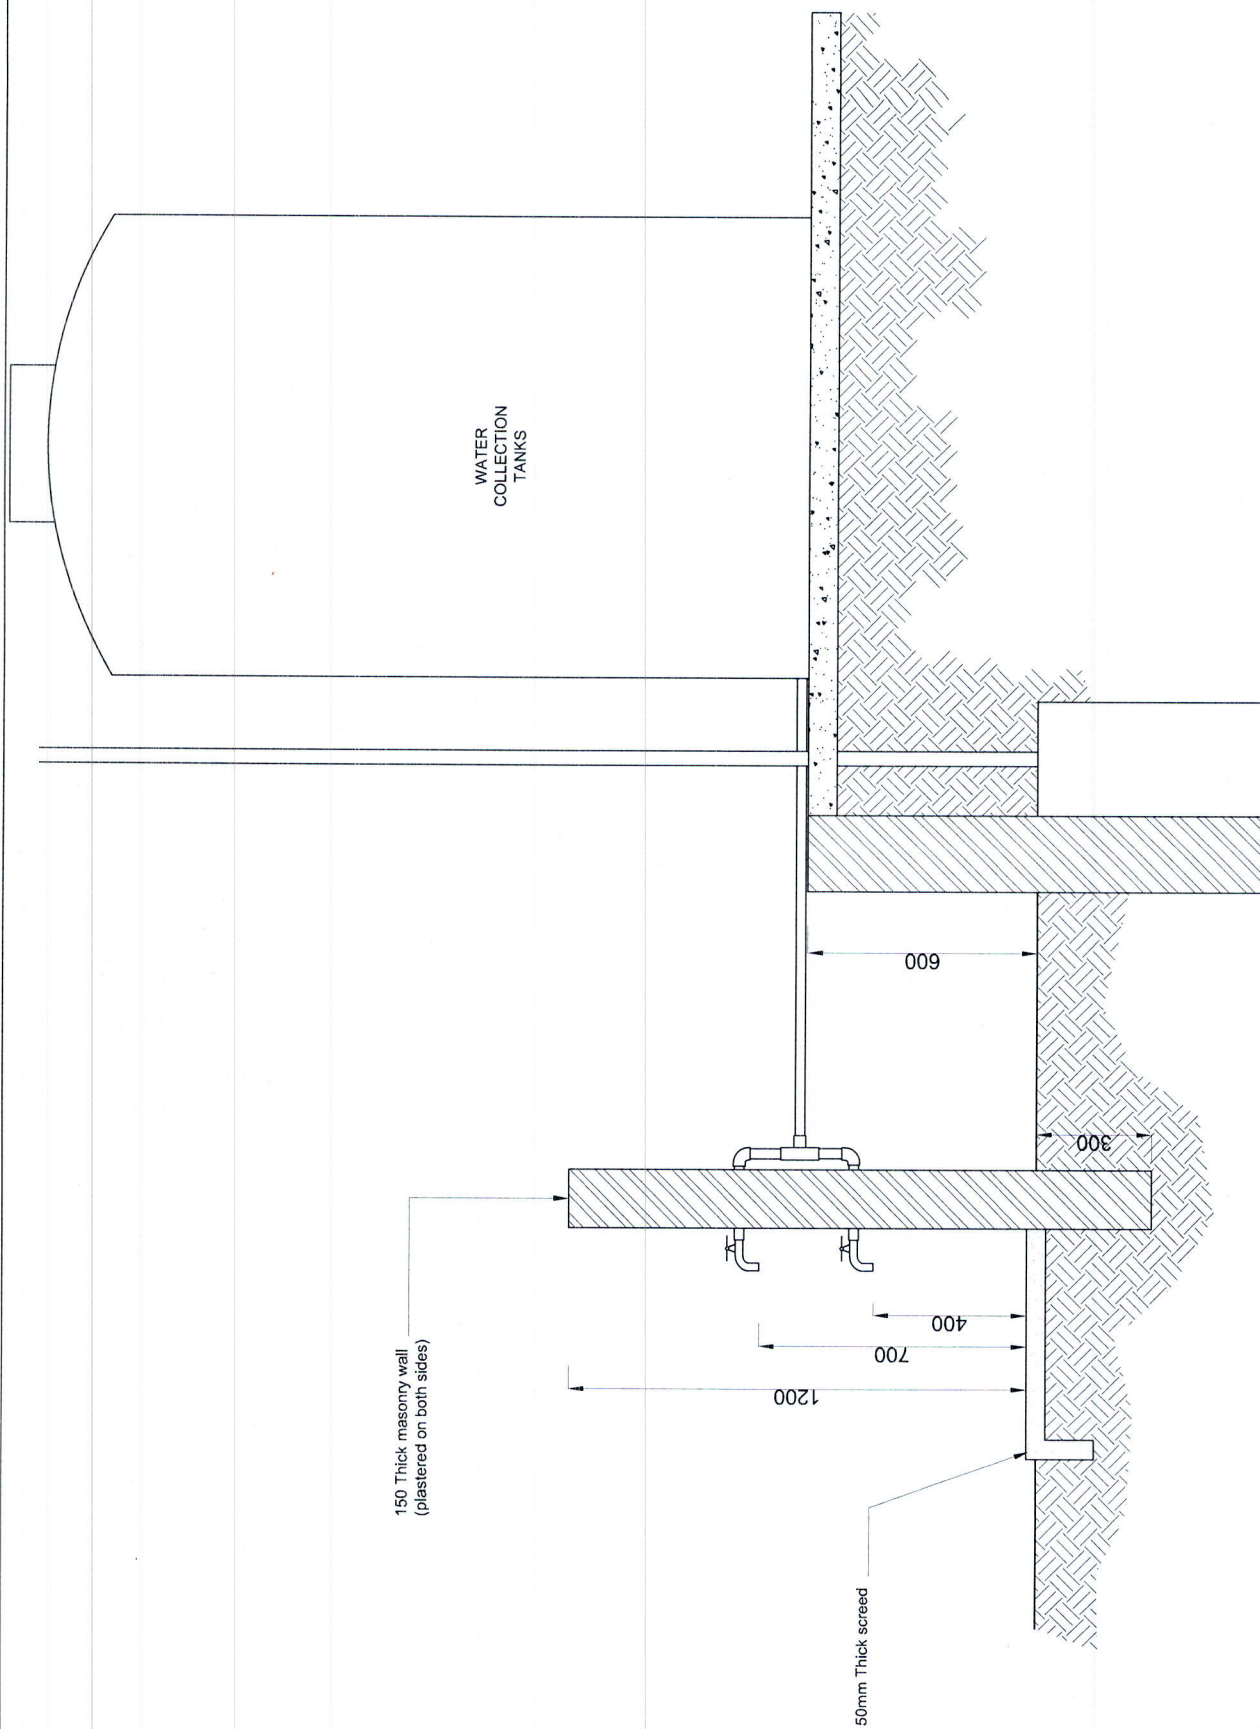 WATER
COLLECTION
TANKS
600
300
150 Thick masonry wall
(plastered on both sides)
400
700
1200
50mm Thick screed